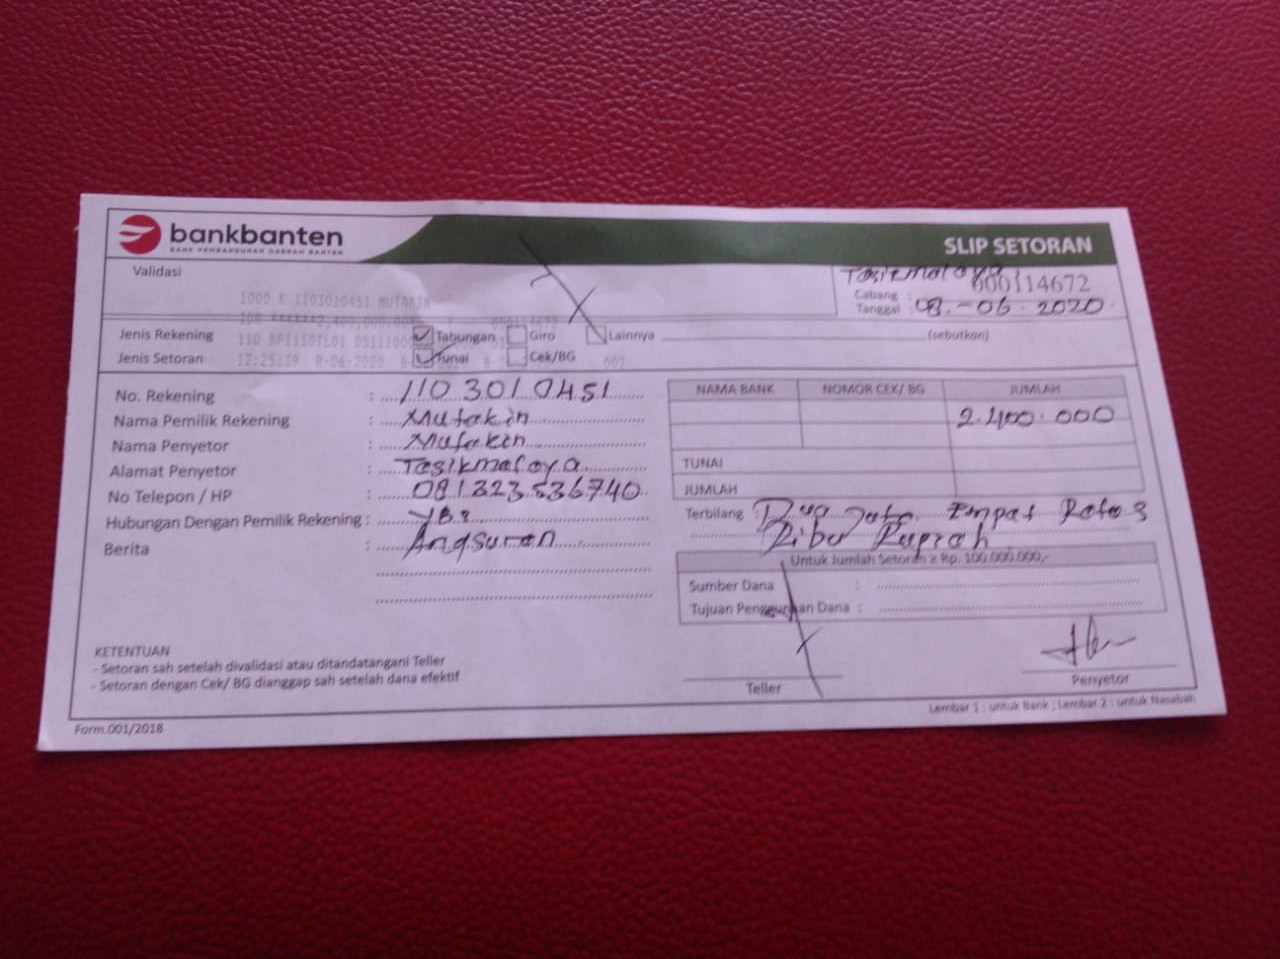 bankbanten
BANK PEMBANGUNAN DAERAH BANTEN
SLIP SETORAN
Validasi
Tasikmalaya
000114672
Cabang :
Tanggal : 08 - 06 - 2020
1000 K 1103010451 MUTAKIN
Jenis Rekening Tabungan Giro Lainnya (sebutkan)
Jenis Setoran Tunai Cek/BG
12:25:39 8-06-2020
No. Rekening : 1103010451
Nama Pemilik Rekening : Mutakin
Nama Penyetor : Mutakin
Alamat Penyetor : Tasikmalaya
No Telepon / HP : 081323536740
Hubungan Dengan Pemilik Rekening :
Berita : Angsuran
NAMA BANK NOMOR CEK/ BG JUMLAH
2.400.000
TUNAI
JUMLAH
Terbilang : Dua Juta Empat Ratus
Ribu Rupiah
Untuk Jumlah Setoran ≥ Rp. 100.000.000,-
Sumber Dana :
Tujuan Penggunaan Dana :
KETENTUAN
- Setoran sah setelah divalidasi atau ditandatangani Teller
- Setoran dengan Cek/ BG dianggap sah setelah dana efektif
Teller
Penyetor
Lembar 1 : untuk Bank ; Lembar 2 : untuk Nasabah
Form.001/2018